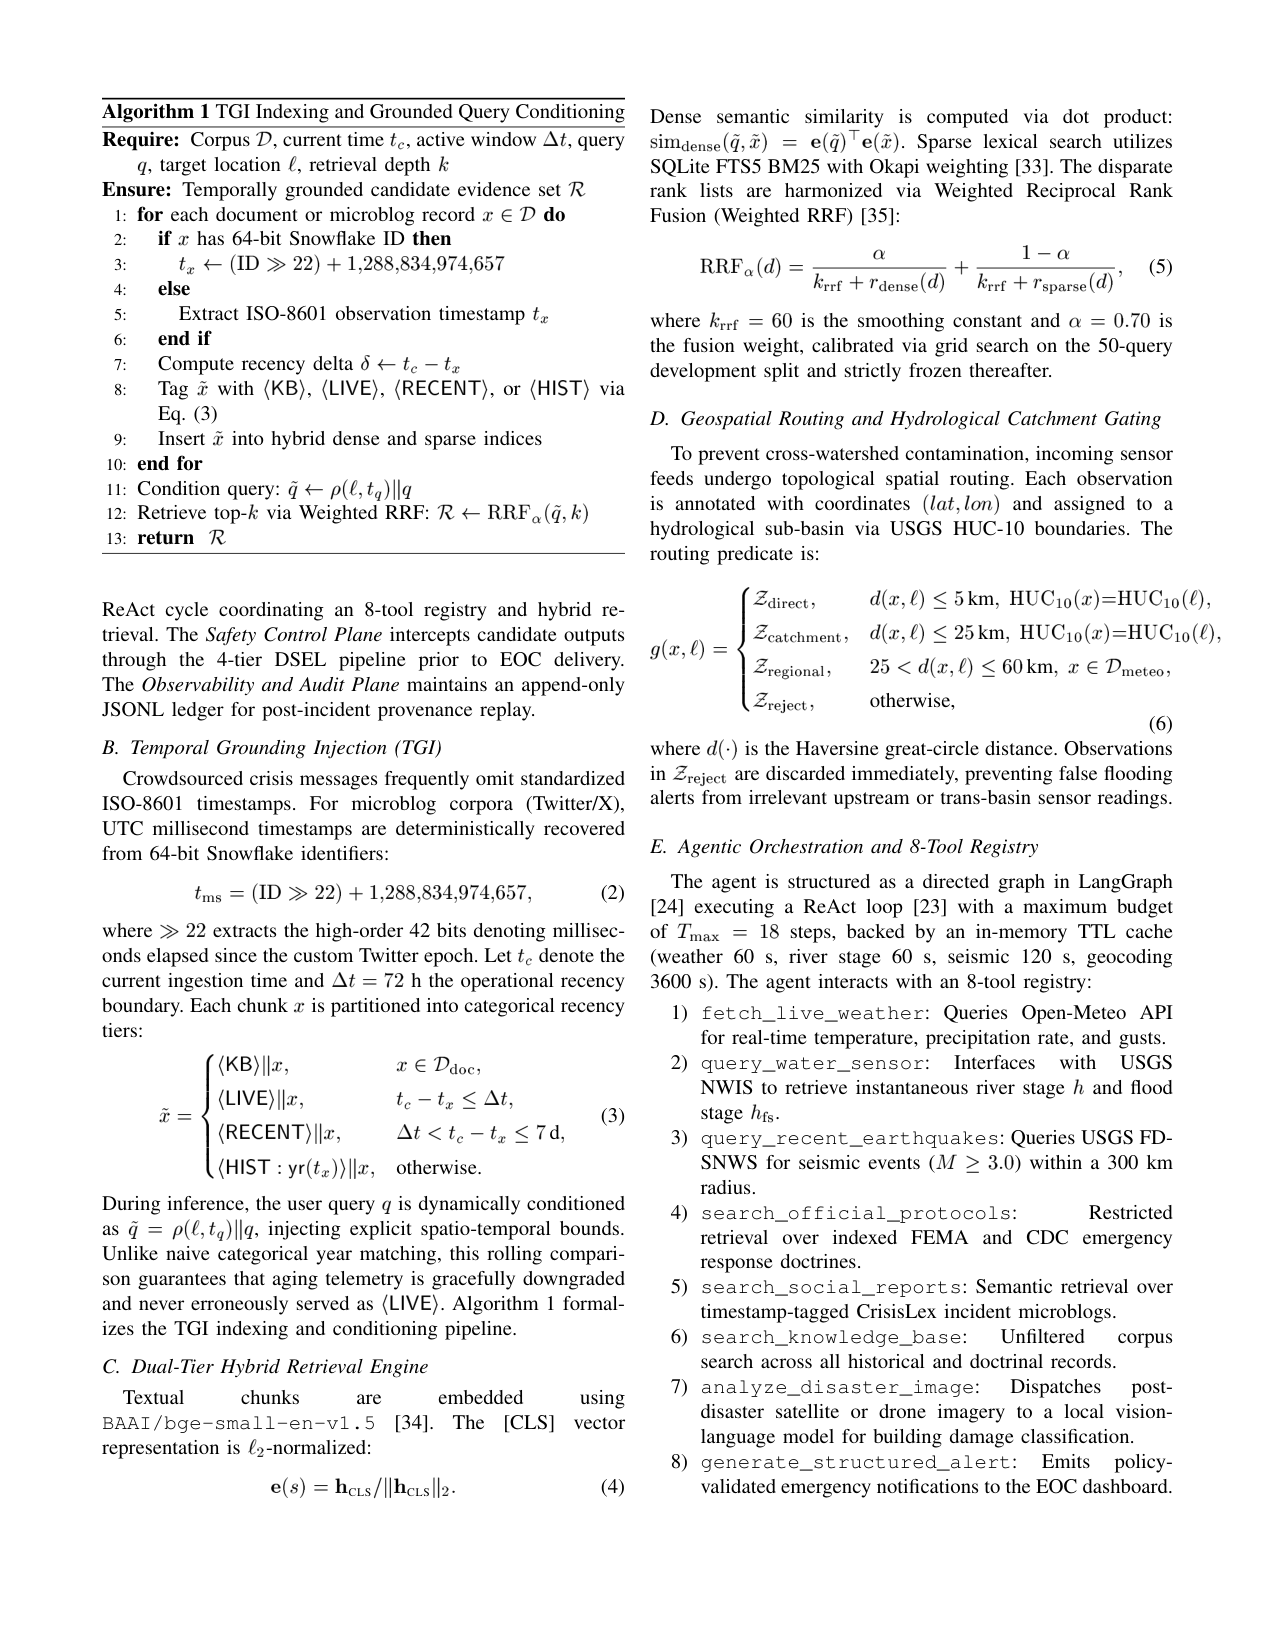 Algorithm 1 TGI Indexing and Grounded Query Conditioning
Require: Corpus 𝒟, current time t_c, active window Δt, query
q, target location ℓ, retrieval depth k
Ensure: Temporally grounded candidate evidence set ℛ
1: for each document or microblog record x ∈ 𝒟 do
2: if x has 64-bit Snowflake ID then
3: t_x ← (ID ≫ 22) + 1,288,834,974,657
4: else
5: Extract ISO-8601 observation timestamp t_x
6: end if
7: Compute recency delta δ ← t_c − t_x
8: Tag x̃ with ⟨KB⟩, ⟨LIVE⟩, ⟨RECENT⟩, or ⟨HIST⟩ via
Eq. (3)
9: Insert x̃ into hybrid dense and sparse indices
10: end for
11: Condition query: q̃ ← ρ(ℓ, t_q)∥q
12: Retrieve top-k via Weighted RRF: ℛ ← RRF_α(q̃, k)
13: return ℛ
ReAct cycle coordinating an 8-tool registry and hybrid re-
trieval. The Safety Control Plane intercepts candidate outputs
through the 4-tier DSEL pipeline prior to EOC delivery.
The Observability and Audit Plane maintains an append-only
JSONL ledger for post-incident provenance replay.
B. Temporal Grounding Injection (TGI)
Crowdsourced crisis messages frequently omit standardized
ISO-8601 timestamps. For microblog corpora (Twitter/X),
UTC millisecond timestamps are deterministically recovered
from 64-bit Snowflake identifiers:
t_ms = (ID ≫ 22) + 1,288,834,974,657, (2)
where ≫ 22 extracts the high-order 42 bits denoting millisec-
onds elapsed since the custom Twitter epoch. Let t_c denote the
current ingestion time and Δt = 72 h the operational recency
boundary. Each chunk x is partitioned into categorical recency
tiers:
x̃ = { ⟨KB⟩∥x, x ∈ 𝒟_doc,
⟨LIVE⟩∥x, t_c − t_x ≤ Δt,
⟨RECENT⟩∥x, Δt < t_c − t_x ≤ 7 d, (3)
⟨HIST : yr(t_x)⟩∥x, otherwise.
During inference, the user query q is dynamically conditioned
as q̃ = ρ(ℓ, t_q)∥q, injecting explicit spatio-temporal bounds.
Unlike naive categorical year matching, this rolling compari-
son guarantees that aging telemetry is gracefully downgraded
and never erroneously served as ⟨LIVE⟩. Algorithm 1 formal-
izes the TGI indexing and conditioning pipeline.
C. Dual-Tier Hybrid Retrieval Engine
Textual chunks are embedded using
BAAI/bge-small-en-v1.5 [34]. The [CLS] vector
representation is ℓ₂-normalized:
e(s) = h_CLS/∥h_CLS∥₂. (4)
Dense semantic similarity is computed via dot product:
sim_dense(q̃, x̃) = e(q̃)^⊤e(x̃). Sparse lexical search utilizes
SQLite FTS5 BM25 with Okapi weighting [33]. The disparate
rank lists are harmonized via Weighted Reciprocal Rank
Fusion (Weighted RRF) [35]:
RRF_α(d) = α / (k_rrf + r_dense(d)) + (1 − α) / (k_rrf + r_sparse(d)), (5)
where k_rrf = 60 is the smoothing constant and α = 0.70 is
the fusion weight, calibrated via grid search on the 50-query
development split and strictly frozen thereafter.
D. Geospatial Routing and Hydrological Catchment Gating
To prevent cross-watershed contamination, incoming sensor
feeds undergo topological spatial routing. Each observation
is annotated with coordinates (lat, lon) and assigned to a
hydrological sub-basin via USGS HUC-10 boundaries. The
routing predicate is:
g(x, ℓ) = { 𝒵_direct, d(x, ℓ) ≤ 5 km, HUC₁₀(x)=HUC₁₀(ℓ),
𝒵_catchment, d(x, ℓ) ≤ 25 km, HUC₁₀(x)=HUC₁₀(ℓ),
𝒵_regional, 25 < d(x, ℓ) ≤ 60 km, x ∈ 𝒟_meteo,
𝒵_reject, otherwise,
(6)
where d(·) is the Haversine great-circle distance. Observations
in 𝒵_reject are discarded immediately, preventing false flooding
alerts from irrelevant upstream or trans-basin sensor readings.
E. Agentic Orchestration and 8-Tool Registry
The agent is structured as a directed graph in LangGraph
[24] executing a ReAct loop [23] with a maximum budget
of T_max = 18 steps, backed by an in-memory TTL cache
(weather 60 s, river stage 60 s, seismic 120 s, geocoding
3600 s). The agent interacts with an 8-tool registry:
1) fetch_live_weather: Queries Open-Meteo API
for real-time temperature, precipitation rate, and gusts.
2) query_water_sensor: Interfaces with USGS
NWIS to retrieve instantaneous river stage h and flood
stage h_fs.
3) query_recent_earthquakes: Queries USGS FD-
SNWS for seismic events (M ≥ 3.0) within a 300 km
radius.
4) search_official_protocols: Restricted
retrieval over indexed FEMA and CDC emergency
response doctrines.
5) search_social_reports: Semantic retrieval over
timestamp-tagged CrisisLex incident microblogs.
6) search_knowledge_base: Unfiltered corpus
search across all historical and doctrinal records.
7) analyze_disaster_image: Dispatches post-
disaster satellite or drone imagery to a local vision-
language model for building damage classification.
8) generate_structured_alert: Emits policy-
validated emergency notifications to the EOC dashboard.